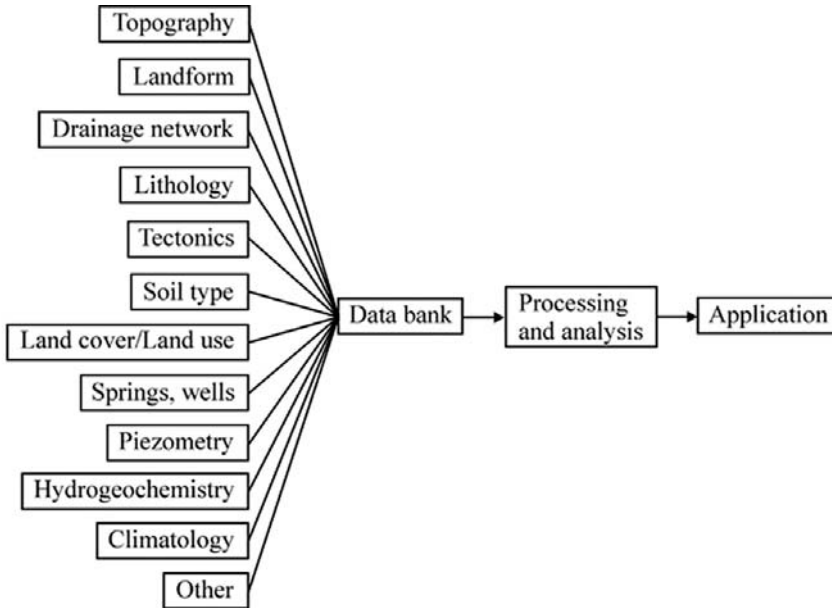 Topography
Landform
Drainage network
Lithology
Tectonics
Soil type
Land cover/Land use
Springs, wells
Piezometry
Hydrogeochemistry
Climatology
Other
Data bank
Processing
and analysis
Application